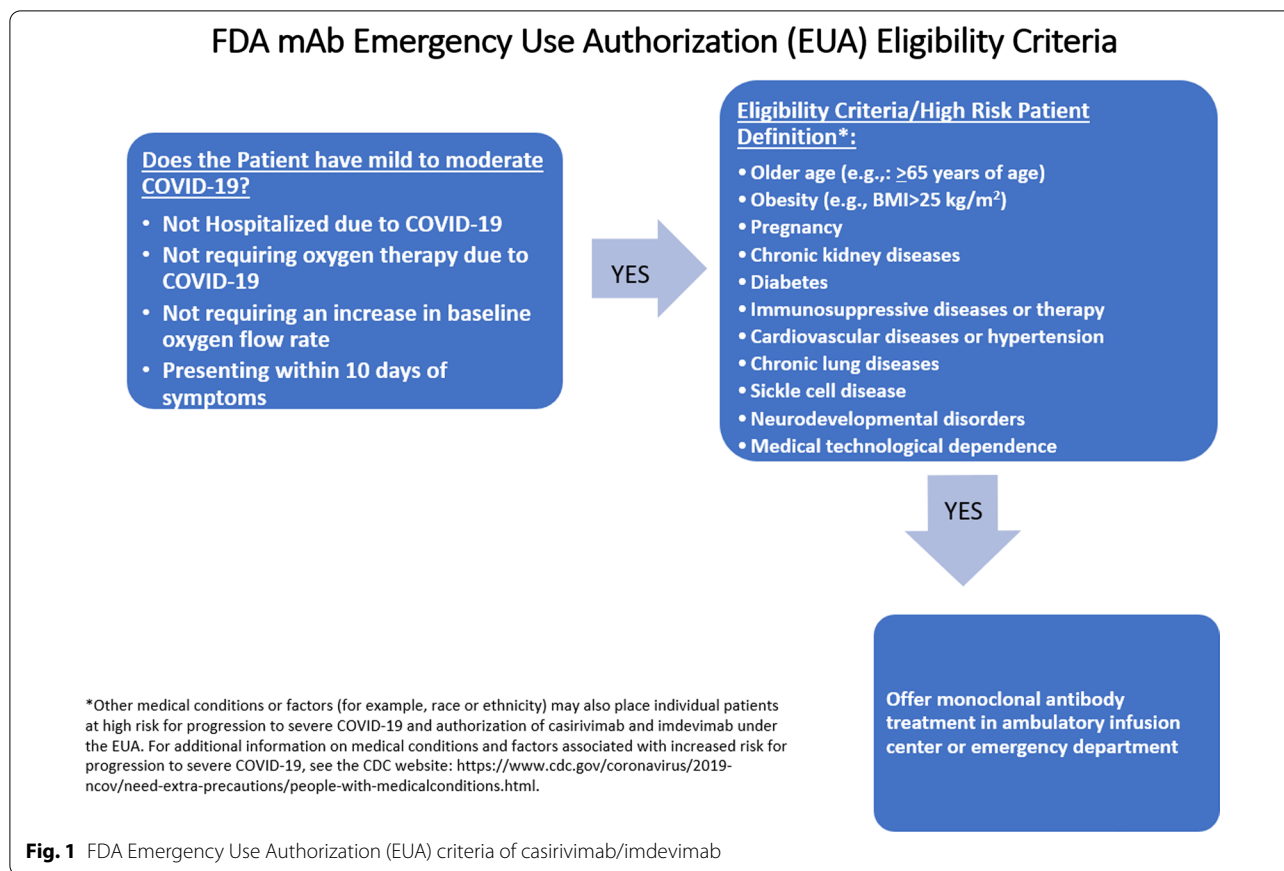 FDA mAb Emergency Use Authorization (EUA) Eligibility Criteria
Does the Patient have mild to moderate
COVID-19?
• Not Hospitalized due to COVID-19
• Not requiring oxygen therapy due to
COVID-19
• Not requiring an increase in baseline
oxygen flow rate
• Presenting within 10 days of
symptoms
YES
Eligibility Criteria/High Risk Patient
Definition*:
• Older age (e.g.,: ≥65 years of age)
• Obesity (e.g., BMI>25 kg/m²)
• Pregnancy
• Chronic kidney diseases
• Diabetes
• Immunosuppressive diseases or therapy
• Cardiovascular diseases or hypertension
• Chronic lung diseases
• Sickle cell disease
• Neurodevelopmental disorders
• Medical technological dependence
YES
Offer monoclonal antibody
treatment in ambulatory infusion
center or emergency department
*Other medical conditions or factors (for example, race or ethnicity) may also place individual patients
at high risk for progression to severe COVID-19 and authorization of casirivimab and imdevimab under
the EUA. For additional information on medical conditions and factors associated with increased risk for
progression to severe COVID-19, see the CDC website: https://www.cdc.gov/coronavirus/2019-
ncov/need-extra-precautions/people-with-medicalconditions.html.
Fig. 1 FDA Emergency Use Authorization (EUA) criteria of casirivimab/imdevimab